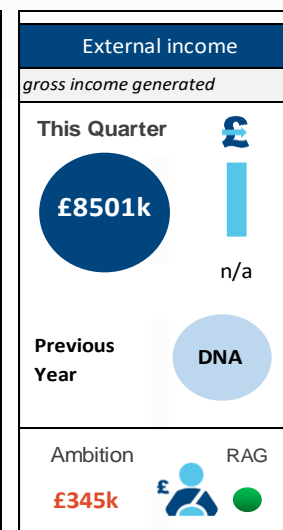 External income
gross income generated
This Quarter
£
£8501k
n/a
Previous
Year
DNA
Ambition
RAG
£345k
£